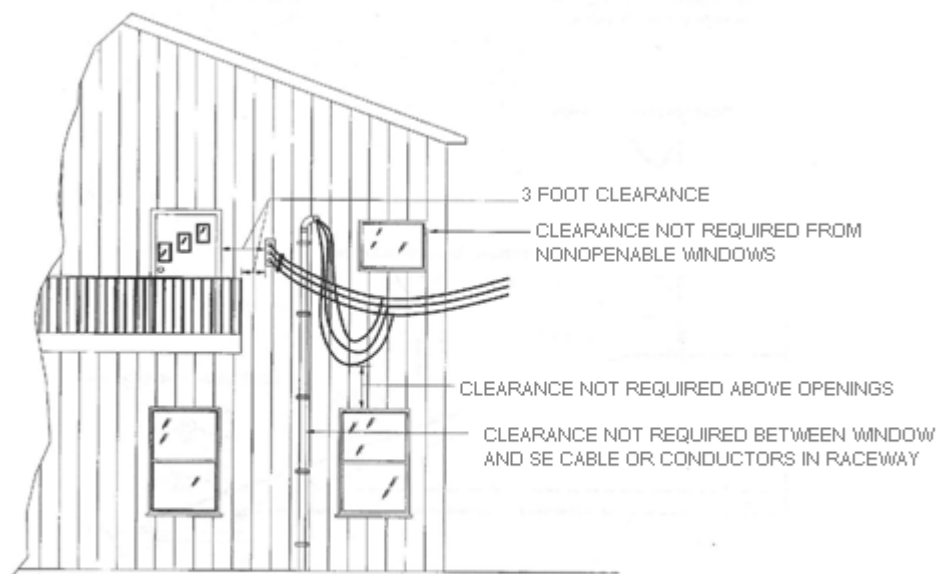 3 FOOT CLEARANCE
CLEARANCE NOT REQUIRED FROM
NONOPENABLE WINDOWS
CLEARANCE NOT REQUIRED ABOVE OPENINGS
CLEARANCE NOT REQUIRED BETWEEN WINDOW
AND SE CABLE OR CONDUCTORS IN RACEWAY